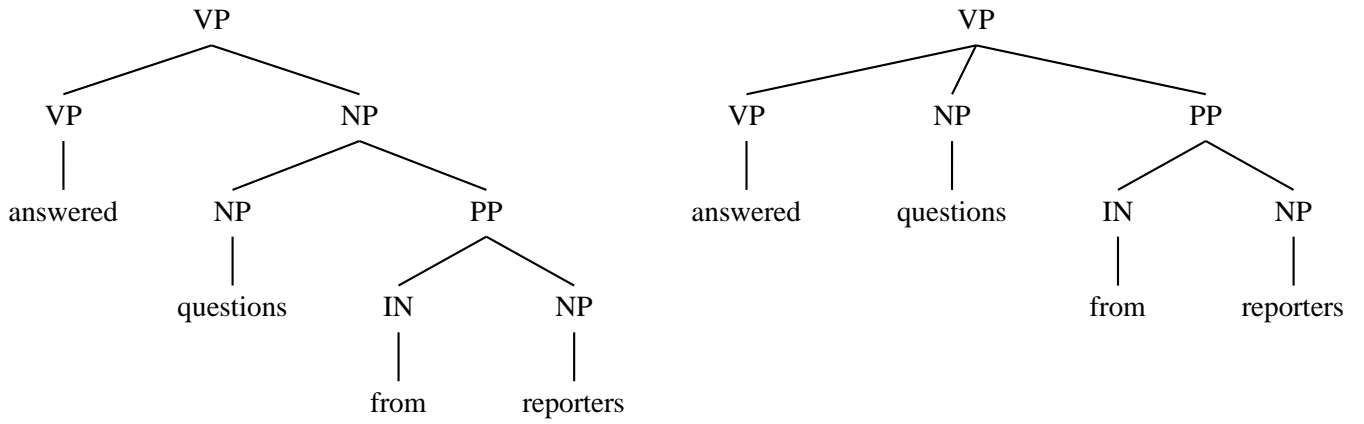 VP
VP NP
answered NP PP
questions IN NP
from reporters
VP
VP NP PP
answered questions IN NP
from reporters